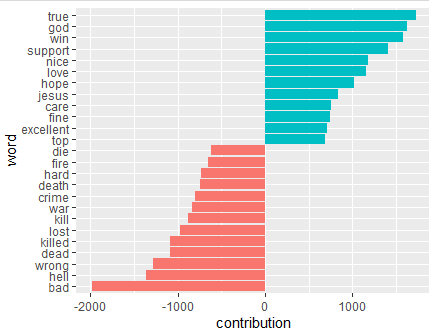 true
god
win
support
nice
love
hope
jesus
care
fine
excellent
top
die
fire
hard
death
crime
war
kill
lost
killed
dead
wrong
hell
bad
word
-2000 -1000 0 1000
contribution